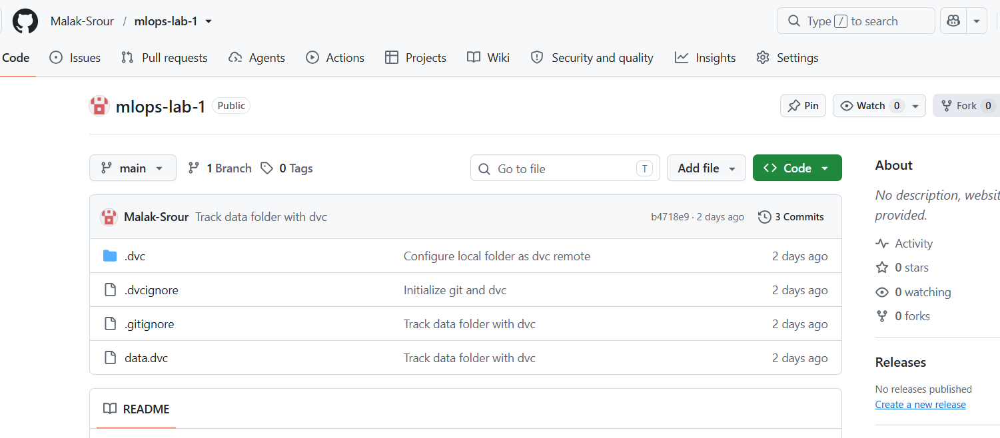 Malak-Srour / mlops-lab-1
Type / to search
Code Issues Pull requests Agents Actions Projects Wiki Security and quality Insights Settings
mlops-lab-1 Public
Pin Watch 0 Fork 0
main 1 Branch 0 Tags
Go to file T Add file Code
Malak-Srour Track data folder with dvc b4718e9 · 2 days ago 3 Commits
.dvc Configure local folder as dvc remote 2 days ago
.dvcignore Initialize git and dvc 2 days ago
.gitignore Track data folder with dvc 2 days ago
data.dvc Track data folder with dvc 2 days ago
README
About
No description, websit
provided.
Activity
0 stars
0 watching
0 forks
Releases
No releases published
Create a new release